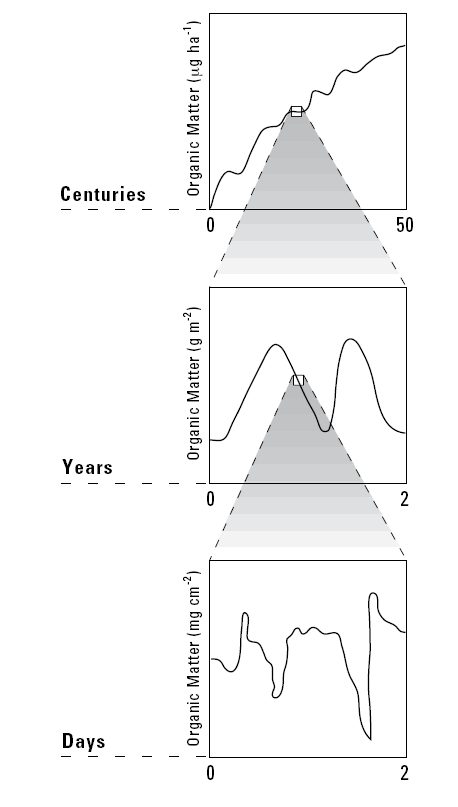 Organic Matter (μg ha⁻¹)
Centuries
0 50
Organic Matter (g m⁻²)
Years
0 2
Organic Matter (mg cm⁻²)
Days
0 2